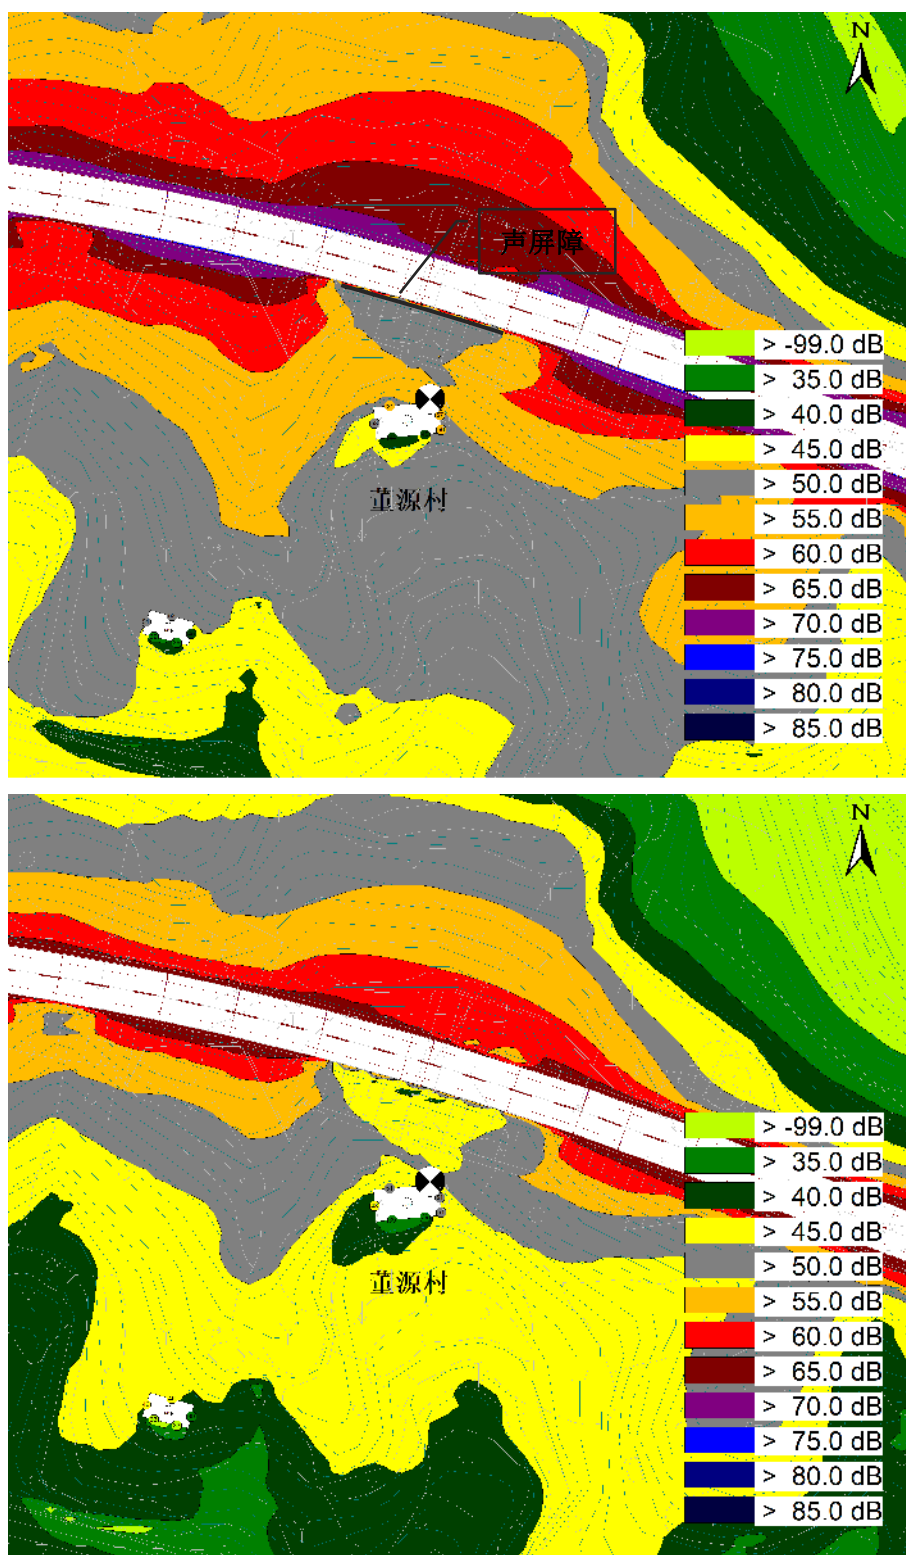 N
声屏障
> -99.0 dB
> 35.0 dB
> 40.0 dB
> 45.0 dB
> 50.0 dB
> 55.0 dB
> 60.0 dB
> 65.0 dB
> 70.0 dB
> 75.0 dB
> 80.0 dB
> 85.0 dB
董源村
N
> -99.0 dB
> 35.0 dB
> 40.0 dB
> 45.0 dB
> 50.0 dB
> 55.0 dB
> 60.0 dB
> 65.0 dB
> 70.0 dB
> 75.0 dB
> 80.0 dB
> 85.0 dB
董源村